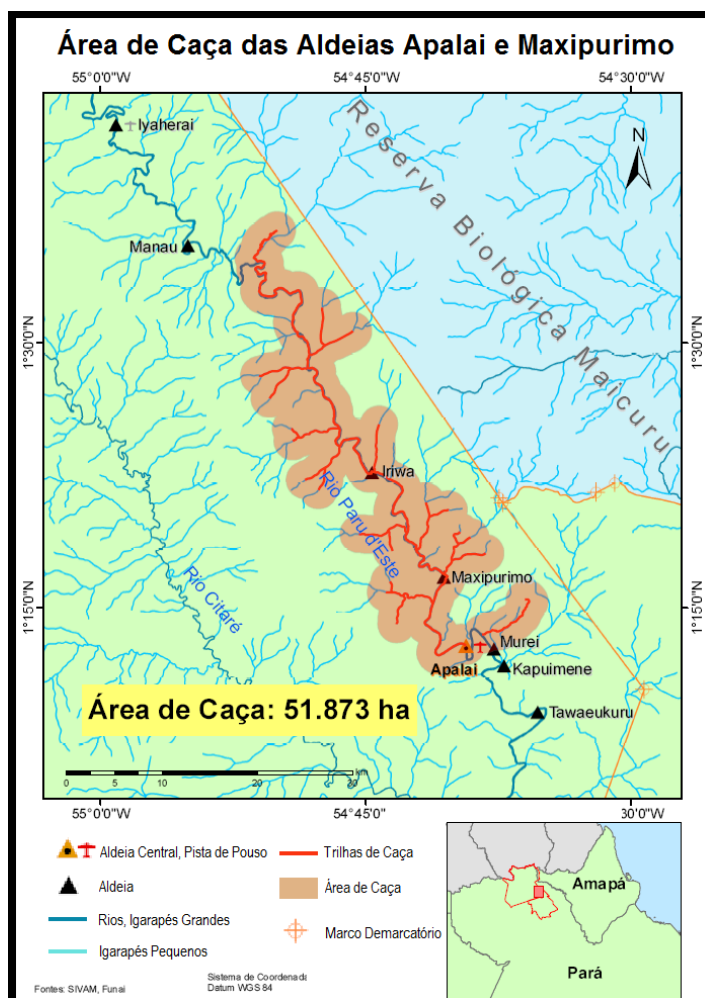 Área de Caça das Aldeias Apalai e Maxipurimo
55°0'0"W
54°45'0"W
54°30'0"W
Iyaherai
N
Reserva Biológica Maicuru
Manau
1°30'0"N
1°30'0"N
Iriwa
Rio Paru d'Este
Maxipurimo
Rio Citaré
1°15'0"N
1°15'0"N
Murei
Apalai
Kapuimene
Área de Caça: 51.873 ha
Tawaeukuru
km
0 5 10 20 30
55°0'0"W
54°45'0"W
30'0"W
Aldeia Central, Pista de Pouso
Trilhas de Caça
Aldeia
Área de Caça
Rios, Igarapés Grandes
Marco Demarcatório
Igarapés Pequenos
Amapá
Pará
Fontes: SIVAM, Funai
Sistema de Coordenad
Datum WGS 84